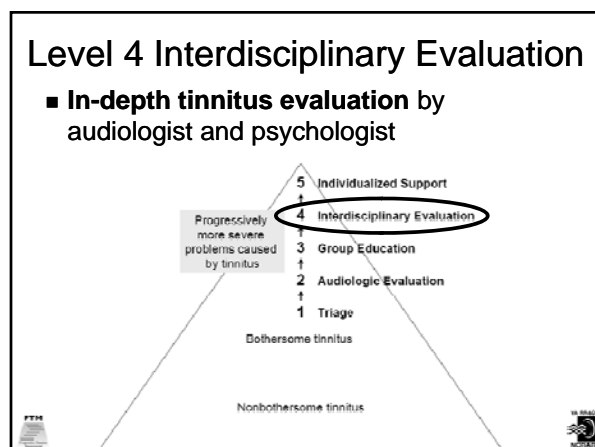 Level 4 Interdisciplinary Evaluation
■ In-depth tinnitus evaluation by
audiologist and psychologist
5 Individualized Support
4 Interdisciplinary Evaluation
Progressively
more severe
problems caused
by tinnitus
3 Group Education
2 Audiologic Evaluation
1 Triage
Bothersome tinnitus
Nonbothersome tinnitus
PTM